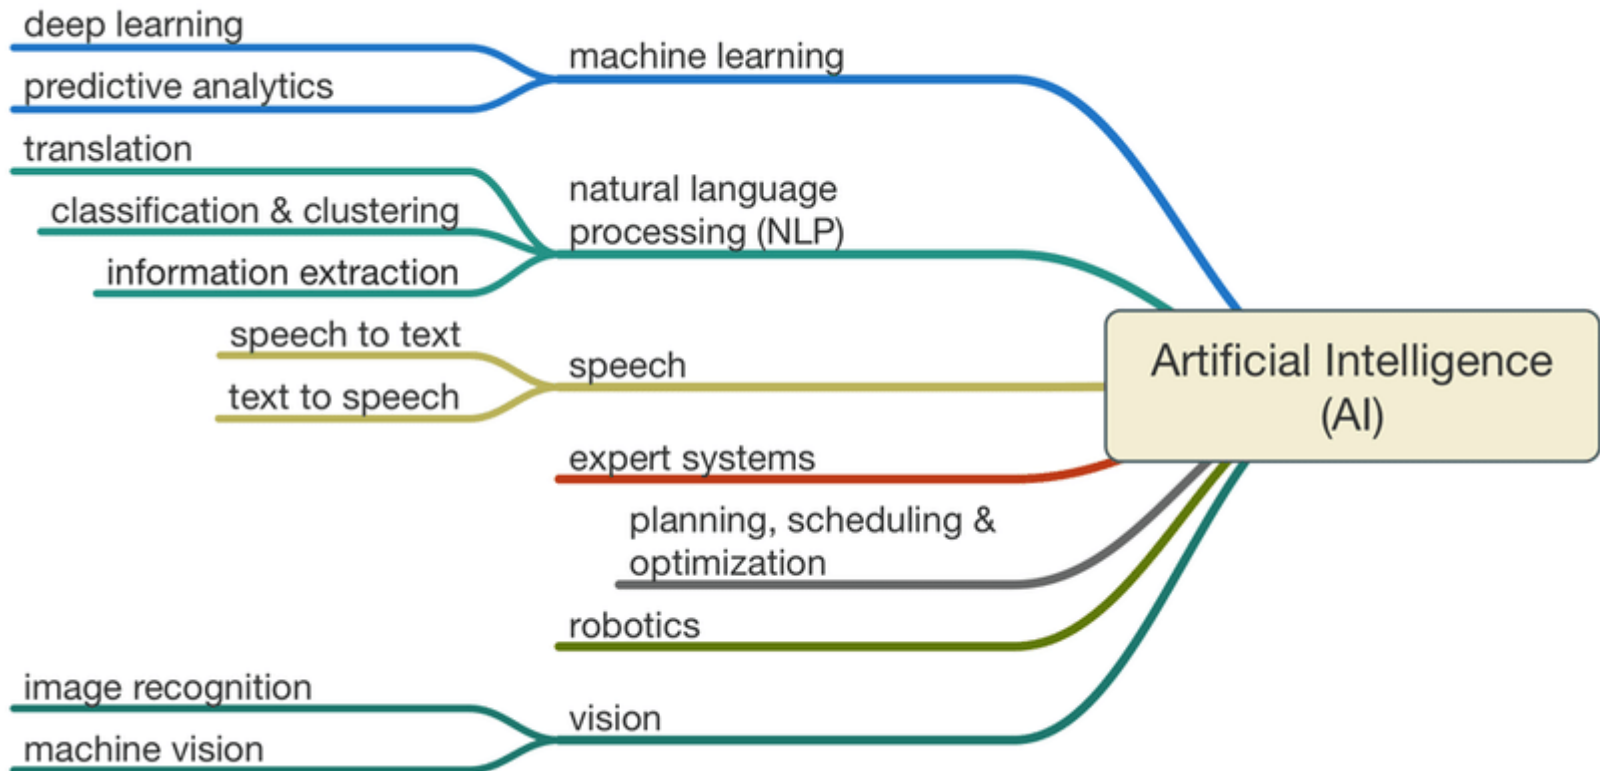 deep learning
machine learning
predictive analytics
translation
natural language
processing (NLP)
classification & clustering
information extraction
speech to text
speech
text to speech
Artificial Intelligence
(AI)
expert systems
planning, scheduling &
optimization
robotics
image recognition
vision
machine vision